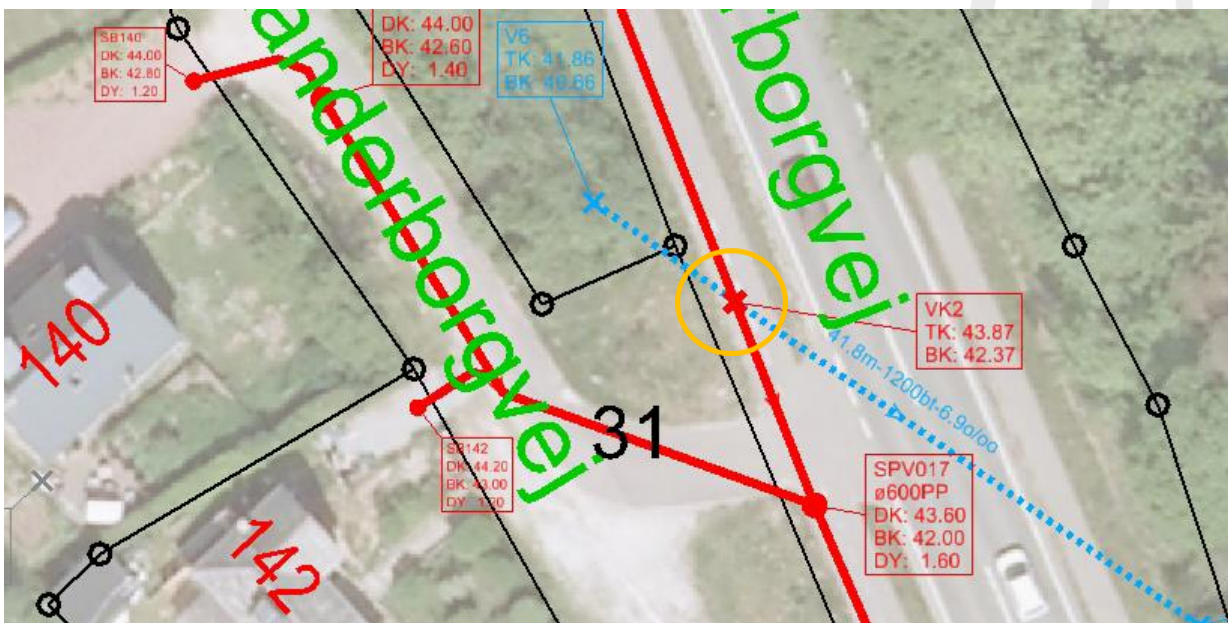 SB140
DK: 44.00
BK: 42.80
DY: 1.20
DK: 44.00
BK: 42.60
DY: 1.40
V6
TK: 41.86
BK: 40.66
anderborgvej
rborgvej
VK2
TK: 43.87
BK: 42.37
41.8m-1200bt-6.9o/oo
140
31
SB142
DK: 44.20
BK: 43.00
DY: 1.20
SPV017
ø600PP
DK: 43.60
BK: 42.00
DY: 1.60
142